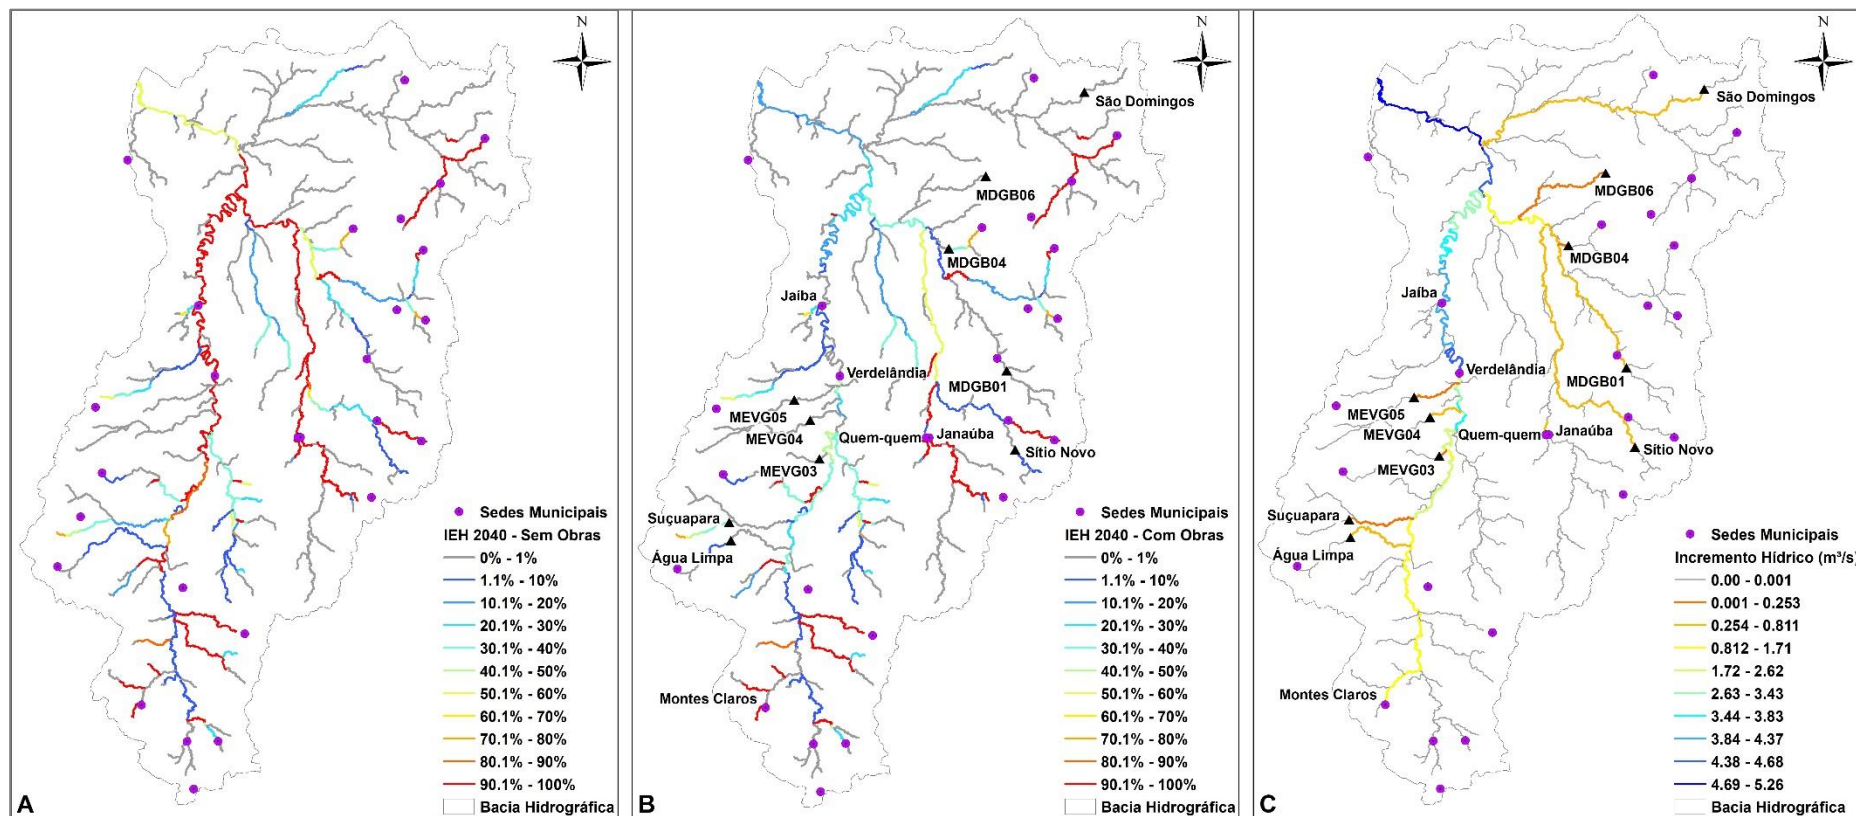 N
Sedes Municipais
IEH 2040 - Sem Obras
0% - 1%
1.1% - 10%
10.1% - 20%
20.1% - 30%
30.1% - 40%
40.1% - 50%
50.1% - 60%
60.1% - 70%
70.1% - 80%
80.1% - 90%
90.1% - 100%
Bacia Hidrográfica
A
N
São Domingos
MDGB06
MDGB04
Jaíba
Verdelândia
MDGB01
MEVG05
MEVG04
Quem-quem
Janaúba
MEVG03
Sítio Novo
Suçuapara
Água Limpa
Montes Claros
Sedes Municipais
IEH 2040 - Com Obras
0% - 1%
1.1% - 10%
10.1% - 20%
20.1% - 30%
30.1% - 40%
40.1% - 50%
50.1% - 60%
60.1% - 70%
70.1% - 80%
80.1% - 90%
90.1% - 100%
Bacia Hidrográfica
B
N
São Domingos
MDGB06
MDGB04
Jaíba
Verdelândia
MDGB01
MEVG05
MEVG04
Quem-quem
Janaúba
MEVG03
Sítio Novo
Suçuapara
Água Limpa
Montes Claros
Sedes Municipais
Incremento Hídrico (m³/s)
0.00 - 0.001
0.001 - 0.253
0.254 - 0.811
0.812 - 1.71
1.72 - 2.62
2.63 - 3.43
3.44 - 3.83
3.84 - 4.37
4.38 - 4.68
4.69 - 5.26
Bacia Hidrográfica
C